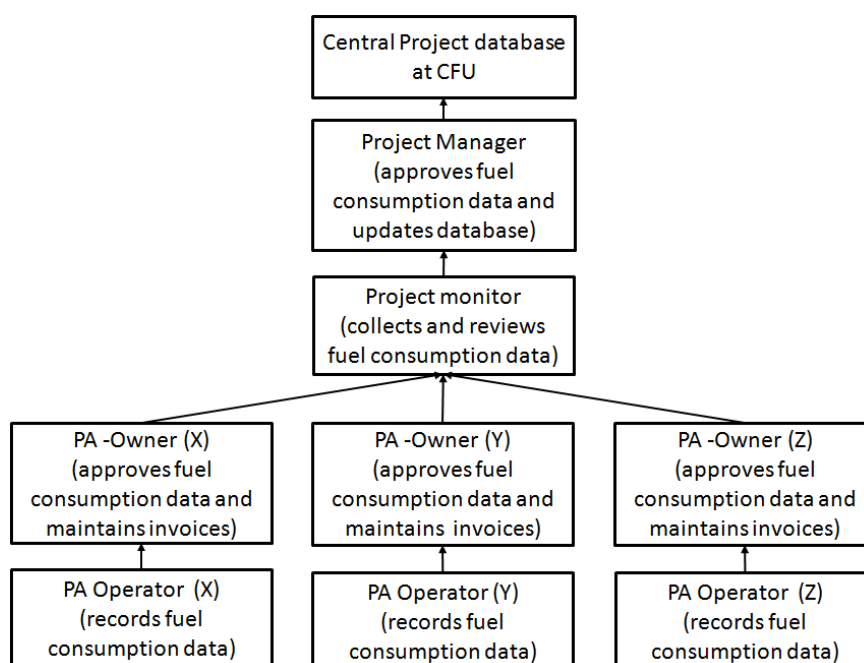 Central Project database
at CFU
Project Manager
(approves fuel
consumption data and
updates database)
Project monitor
(collects and reviews
fuel consumption data)
PA -Owner (X)
(approves fuel
consumption data and
maintains invoices)
PA -Owner (Y)
(approves fuel
consumption data and
maintains  invoices)
PA -Owner (Z)
(approves fuel
consumption data and
maintains invoices)
PA Operator  (X)
(records fuel
consumption data)
PA Operator (Y)
(records fuel
consumption data)
PA Operator  (Z)
(records fuel
consumption data)